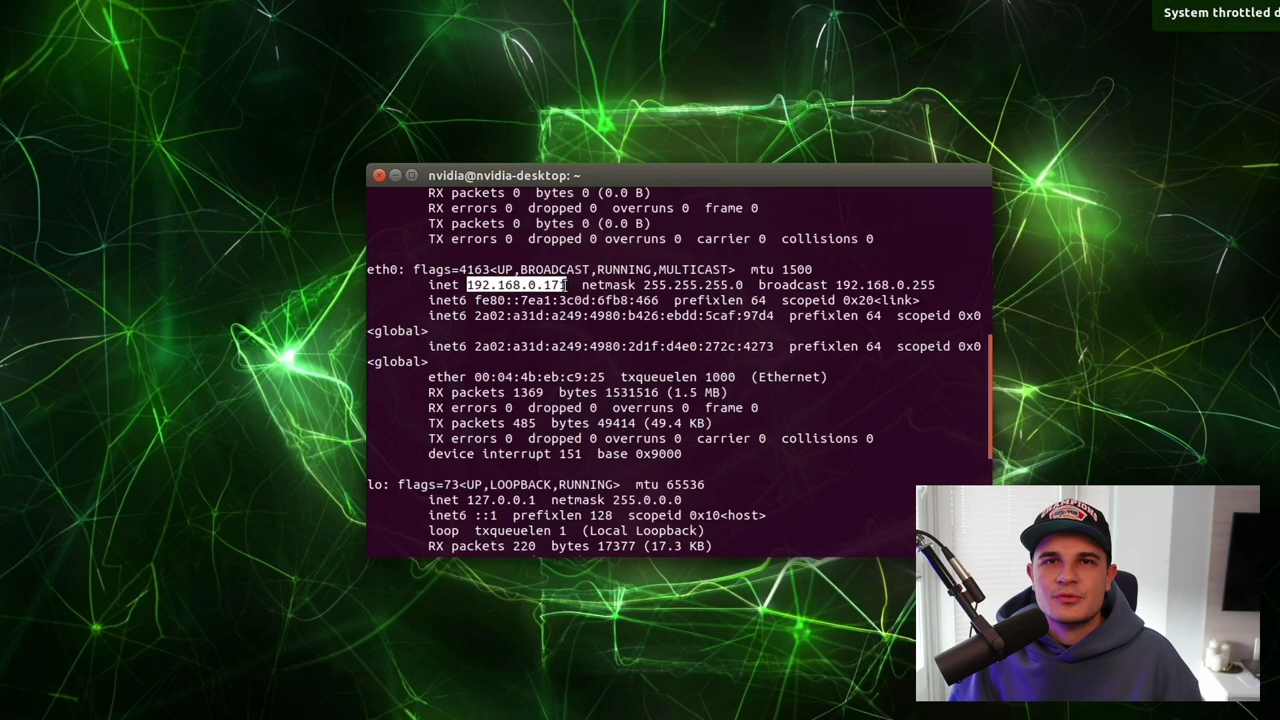 System throttled d
nvidia@nvidia-desktop: ~
RX packets 0  bytes 0 (0.0 B)
RX errors 0  dropped 0  overruns 0  frame 0
TX packets 0  bytes 0 (0.0 B)
TX errors 0  dropped 0 overruns 0  carrier 0  collisions 0
eth0: flags=4163<UP,BROADCAST,RUNNING,MULTICAST>  mtu 1500
inet 192.168.0.171  netmask 255.255.255.0  broadcast 192.168.0.255
inet6 fe80::7ea1:3c0d:6fb8:466  prefixlen 64  scopeid 0x20<link>
inet6 2a02:a31d:a249:4980:b426:ebdd:5caf:97d4  prefixlen 64  scopeid 0x0
<global>
inet6 2a02:a31d:a249:4980:2d1f:d4e0:272c:4273  prefixlen 64  scopeid 0x0
<global>
ether 00:04:4b:eb:c9:25  txqueuelen 1000  (Ethernet)
RX packets 1369  bytes 1531516 (1.5 MB)
RX errors 0  dropped 0  overruns 0  frame 0
TX packets 485  bytes 49414 (49.4 KB)
TX errors 0  dropped 0 overruns 0  carrier 0  collisions 0
device interrupt 151  base 0x9000
lo: flags=73<UP,LOOPBACK,RUNNING>  mtu 65536
inet 127.0.0.1  netmask 255.0.0.0
inet6 ::1  prefixlen 128  scopeid 0x10<host>
loop  txqueuelen 1  (Local Loopback)
RX packets 220  bytes 17377 (17.3 KB)
CHAMPIONS